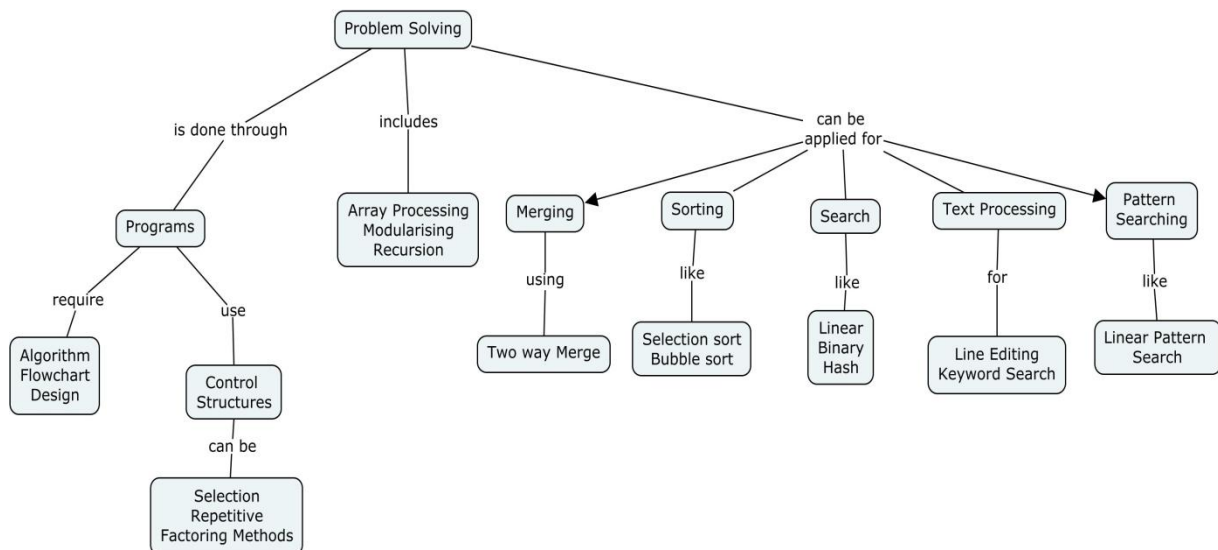 Problem Solving
is done through
includes
can be
applied for
Programs
Array Processing
Modularising
Recursion
Merging
Sorting
Search
Text Processing
Pattern
Searching
require
use
using
like
like
for
like
Algorithm
Flowchart
Design
Control
Structures
Two way Merge
Selection sort
Bubble sort
Linear
Binary
Hash
Line Editing
Keyword Search
Linear Pattern
Search
can be
Selection
Repetitive
Factoring Methods